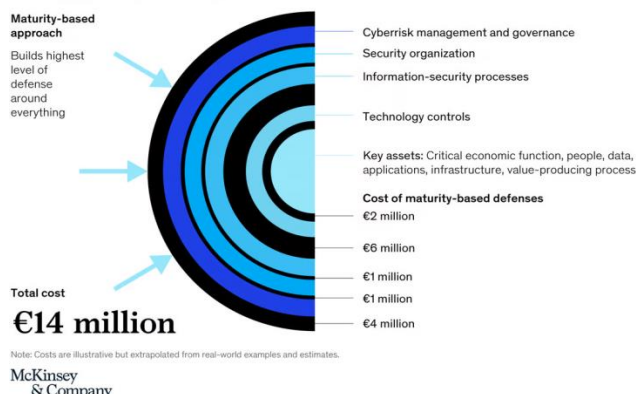 Maturity-based
approach
Builds highest
level of
defense
around
everything
Cyberrisk management and governance
Security organization
Information-security processes
Technology controls
Key assets: Critical economic function, people, data,
applications, infrastructure, value-producing process
Cost of maturity-based defenses
€2 million
€6 million
€1 million
€1 million
€4 million
Total cost
€14 million
Note: Costs are illustrative but extrapolated from real-world examples and estimates.
McKinsey
& Company